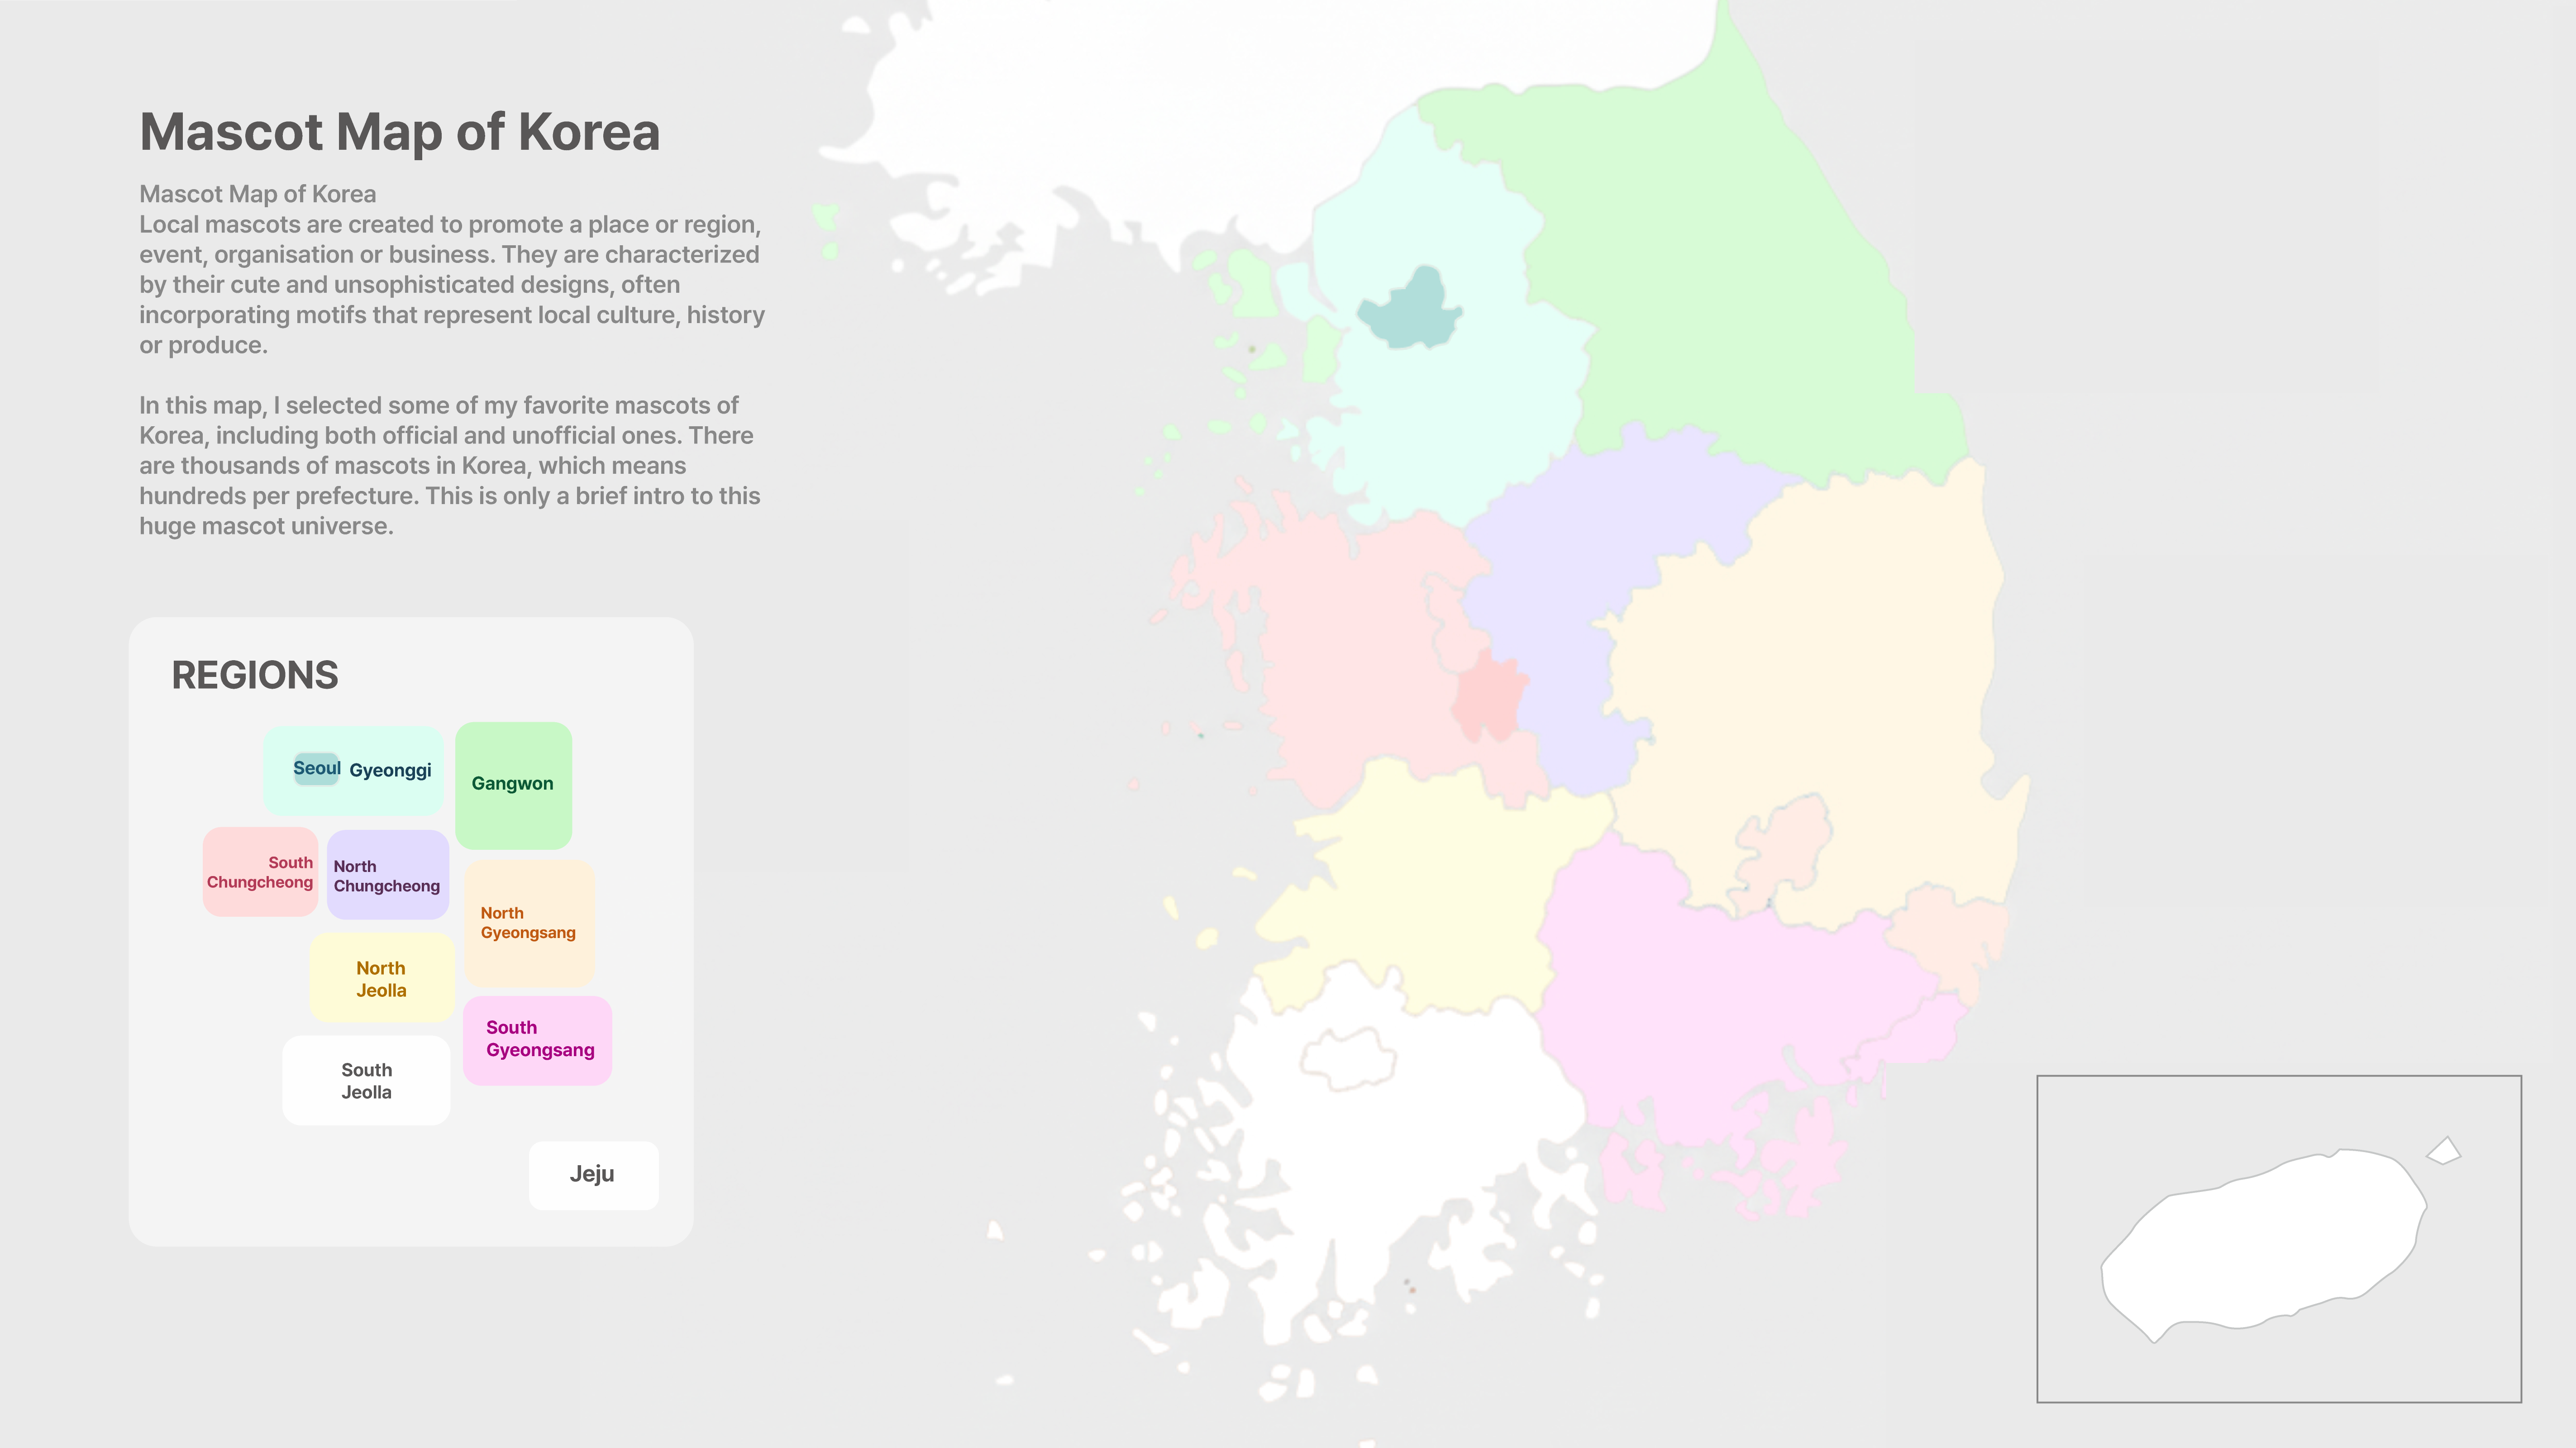 Mascot Map of Korea
Mascot Map of Korea
Local mascots are created to promote a place or region,
event, organisation or business. They are characterized
by their cute and unsophisticated designs, often
incorporating motifs that represent local culture, history
or produce.
In this map, I selected some of my favorite mascots of
Korea, including both official and unofficial ones. There
are thousands of mascots in Korea, which means
hundreds per prefecture. This is only a brief intro to this
huge mascot universe.
REGIONS
Seoul
Gyeonggi
Gangwon
South
Chungcheong
North
Chungcheong
North
Gyeongsang
North
Jeolla
South
Gyeongsang
South
Jeolla
Jeju